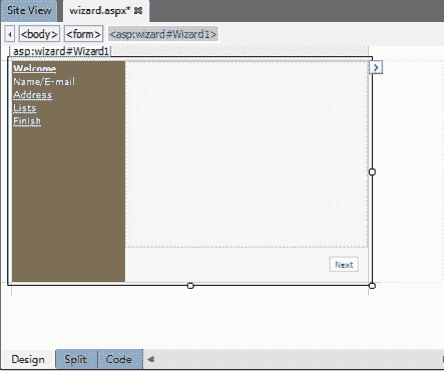 Site View wizard.aspx*
<body> <form> <asp:wizard#Wizard1>
asp:wizard#Wizard1
Welcome
Name/E-mail
Address
Lists
Finish
Next
Design Split Code